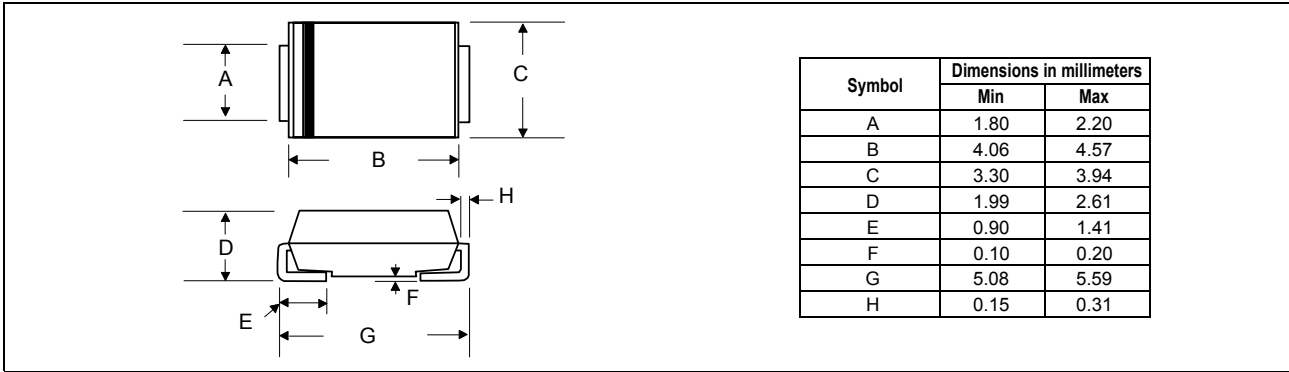 A
C
B
H
D
F
E
G
Symbol Dimensions in millimeters
Min Max
A 1.80 2.20
B 4.06 4.57
C 3.30 3.94
D 1.99 2.61
E 0.90 1.41
F 0.10 0.20
G 5.08 5.59
H 0.15 0.31